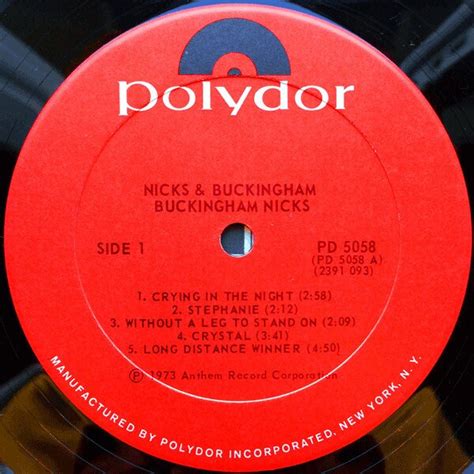 polydor
NICKS & BUCKINGHAM
BUCKINGHAM NICKS
SIDE 1
PD 5058
(PD 5058 A)
(2391 093)
1. CRYING IN THE NIGHT (2:58)
2. STEPHANIE (2:12)
3. WITHOUT A LEG TO STAND ON (2:09)
4. CRYSTAL (3:41)
5. LONG DISTANCE WINNER (4:50)
Ⓟ 1973 Anthem Record Corporation
MANUFACTURED BY POLYDOR INCORPORATED. NEW YORK, N. Y.